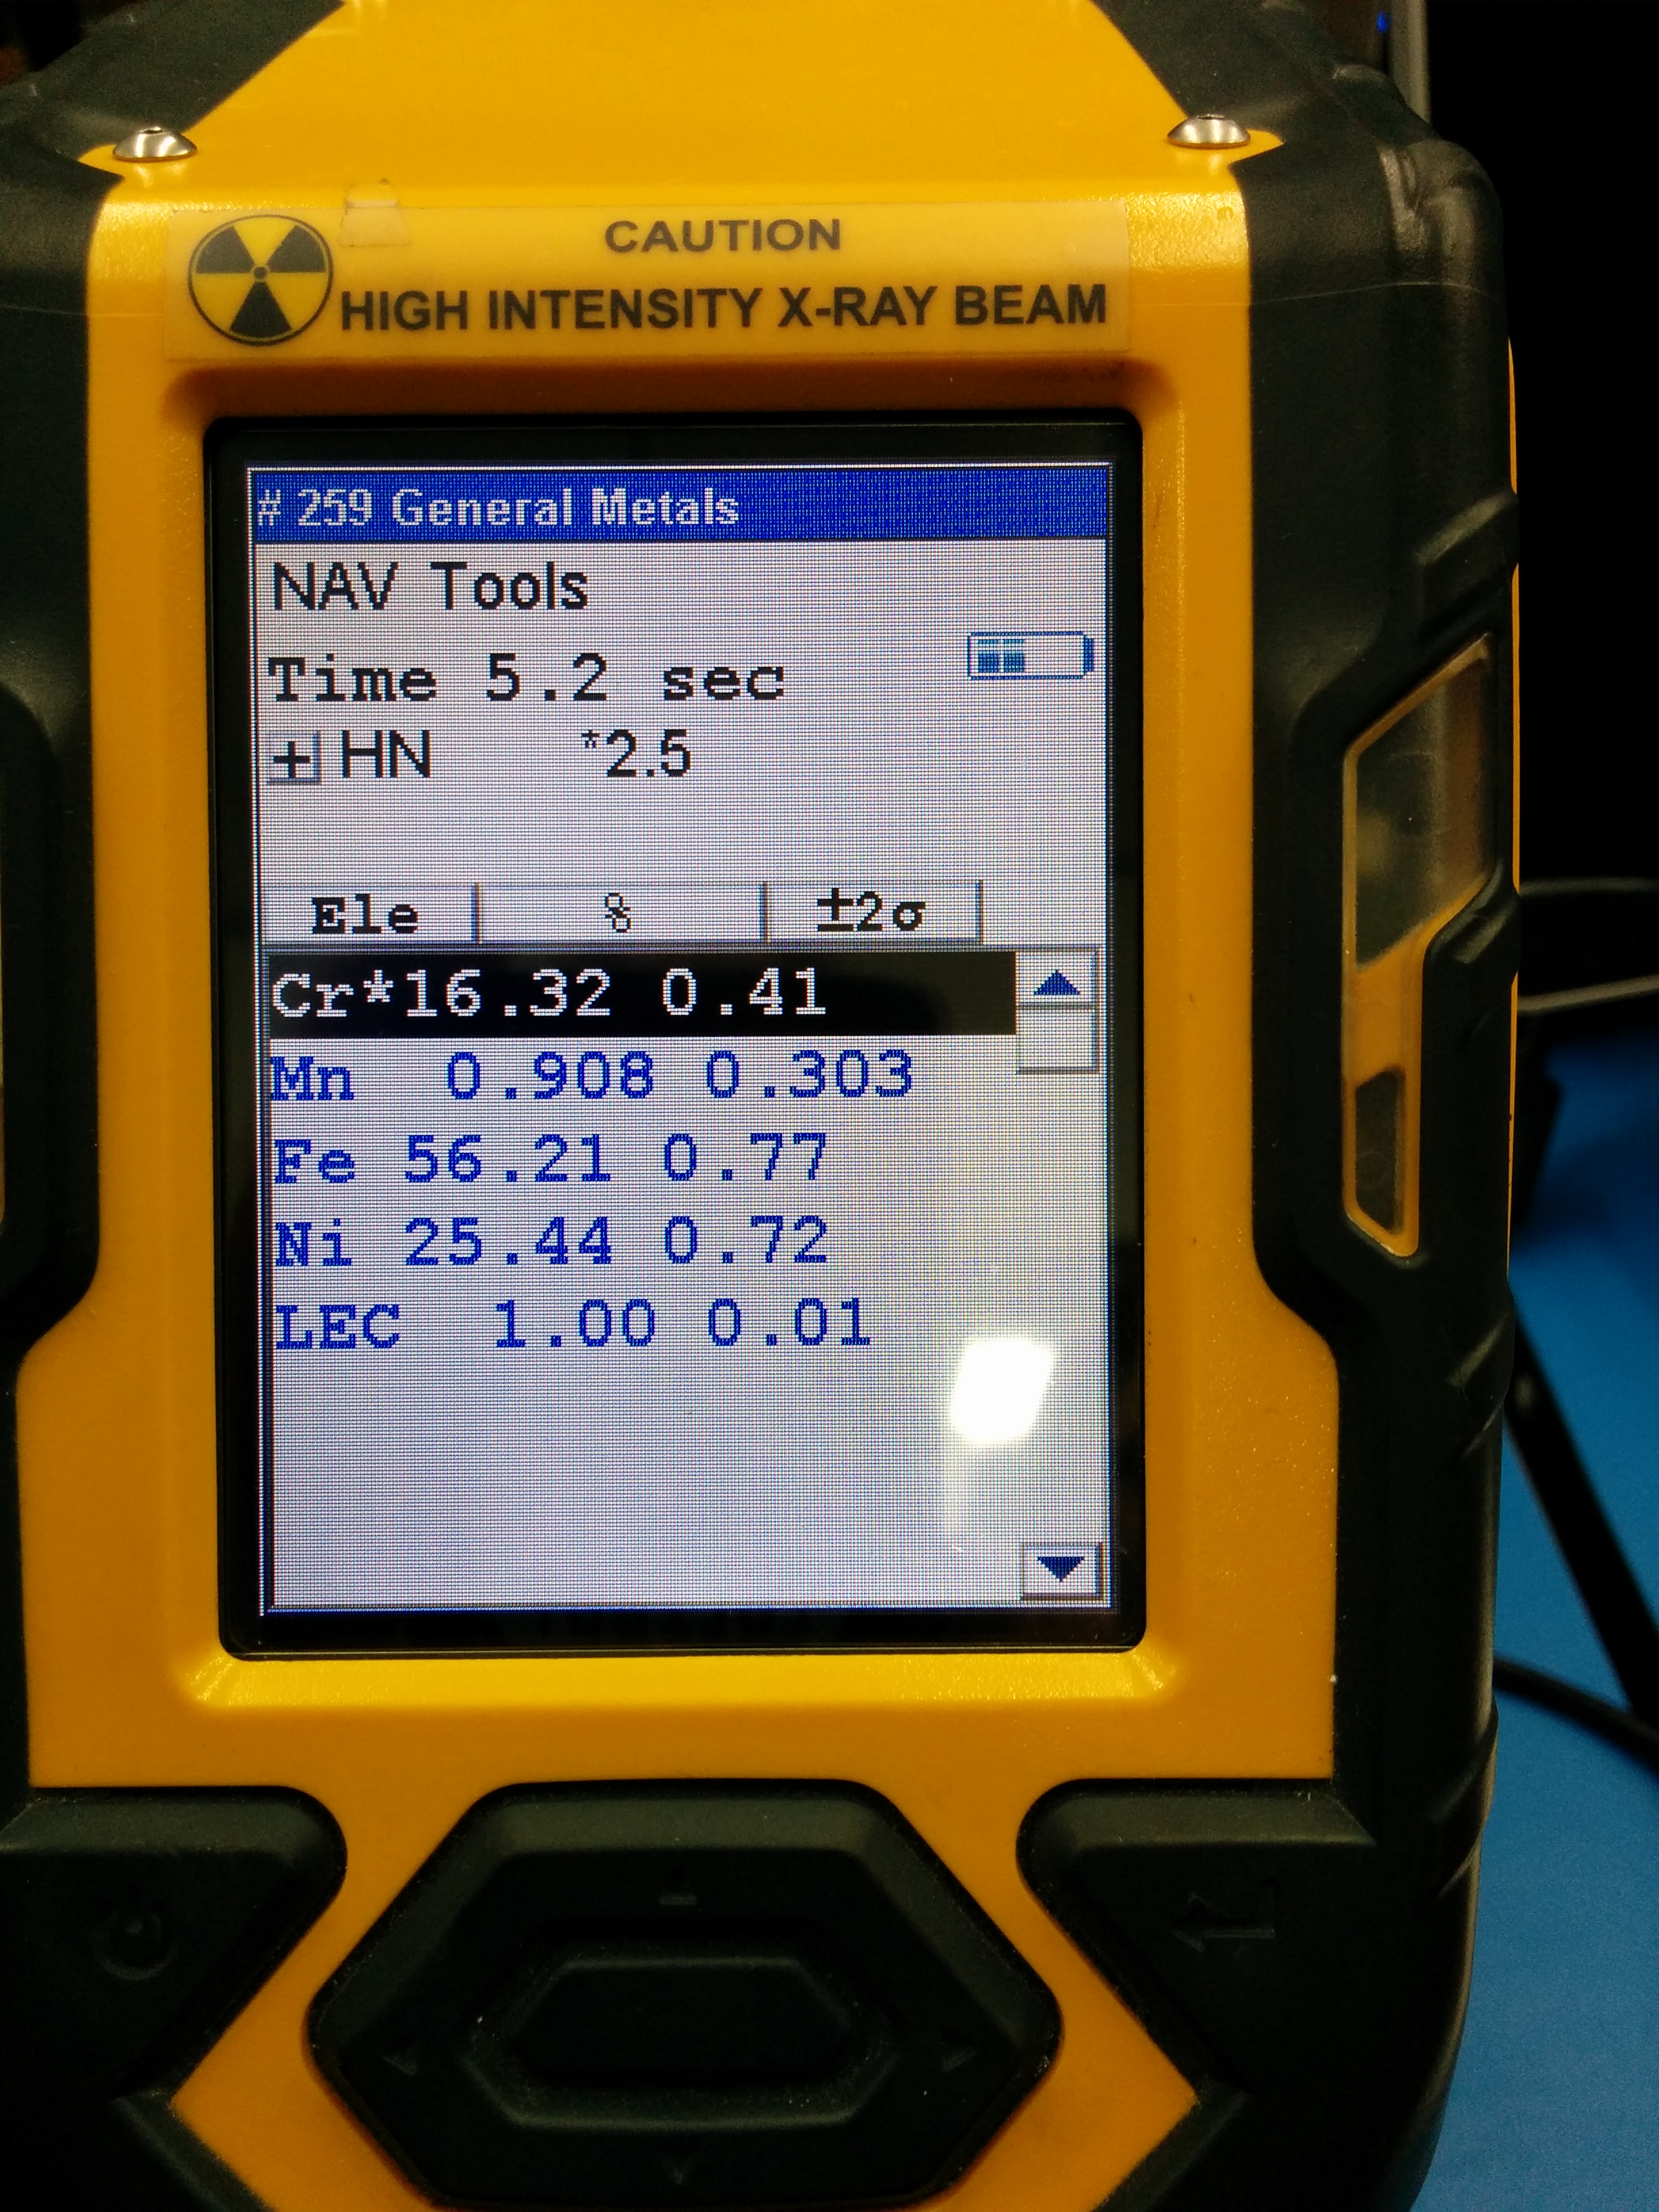 CAUTION
HIGH INTENSITY X-RAY BEAM
# 259 General Metals
NAV Tools
Time 5.2 sec
+ HN *2.5
Ele % ±2σ
Cr*16.32 0.41
Mn 0.908 0.303
Fe 56.21 0.77
Ni 25.44 0.72
LEC 1.00 0.01